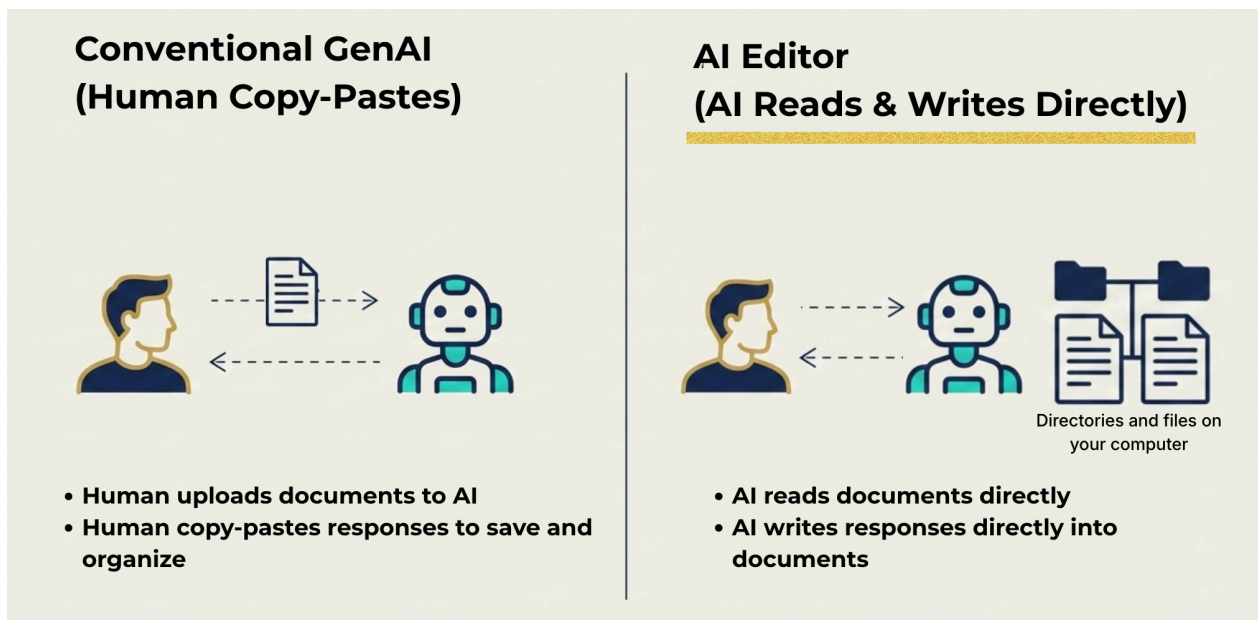 Conventional GenAI
(Human Copy-Pastes)
• Human uploads documents to AI
• Human copy-pastes responses to save and
organize
AI Editor
(AI Reads & Writes Directly)
Directories and files on
your computer
• AI reads documents directly
• AI writes responses directly into
documents